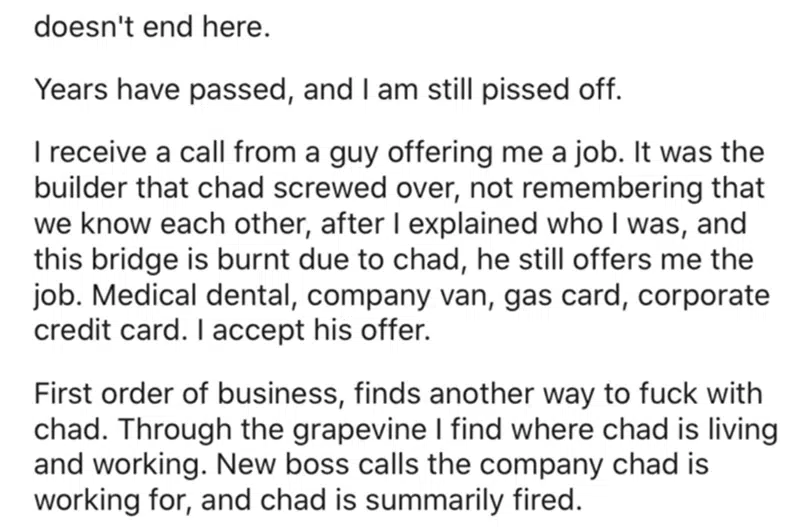 doesn't end here.
Years have passed, and I am still pissed off.
I receive a call from a guy offering me a job. It was the
builder that chad screwed over, not remembering that
we know each other, after I explained who I was, and
this bridge is burnt due to chad, he still offers me the
job. Medical dental, company van, gas card, corporate
credit card. I accept his offer.
First order of business, finds another way to fuck with
chad. Through the grapevine I find where chad is living
and working. New boss calls the company chad is
working for, and chad is summarily fired.